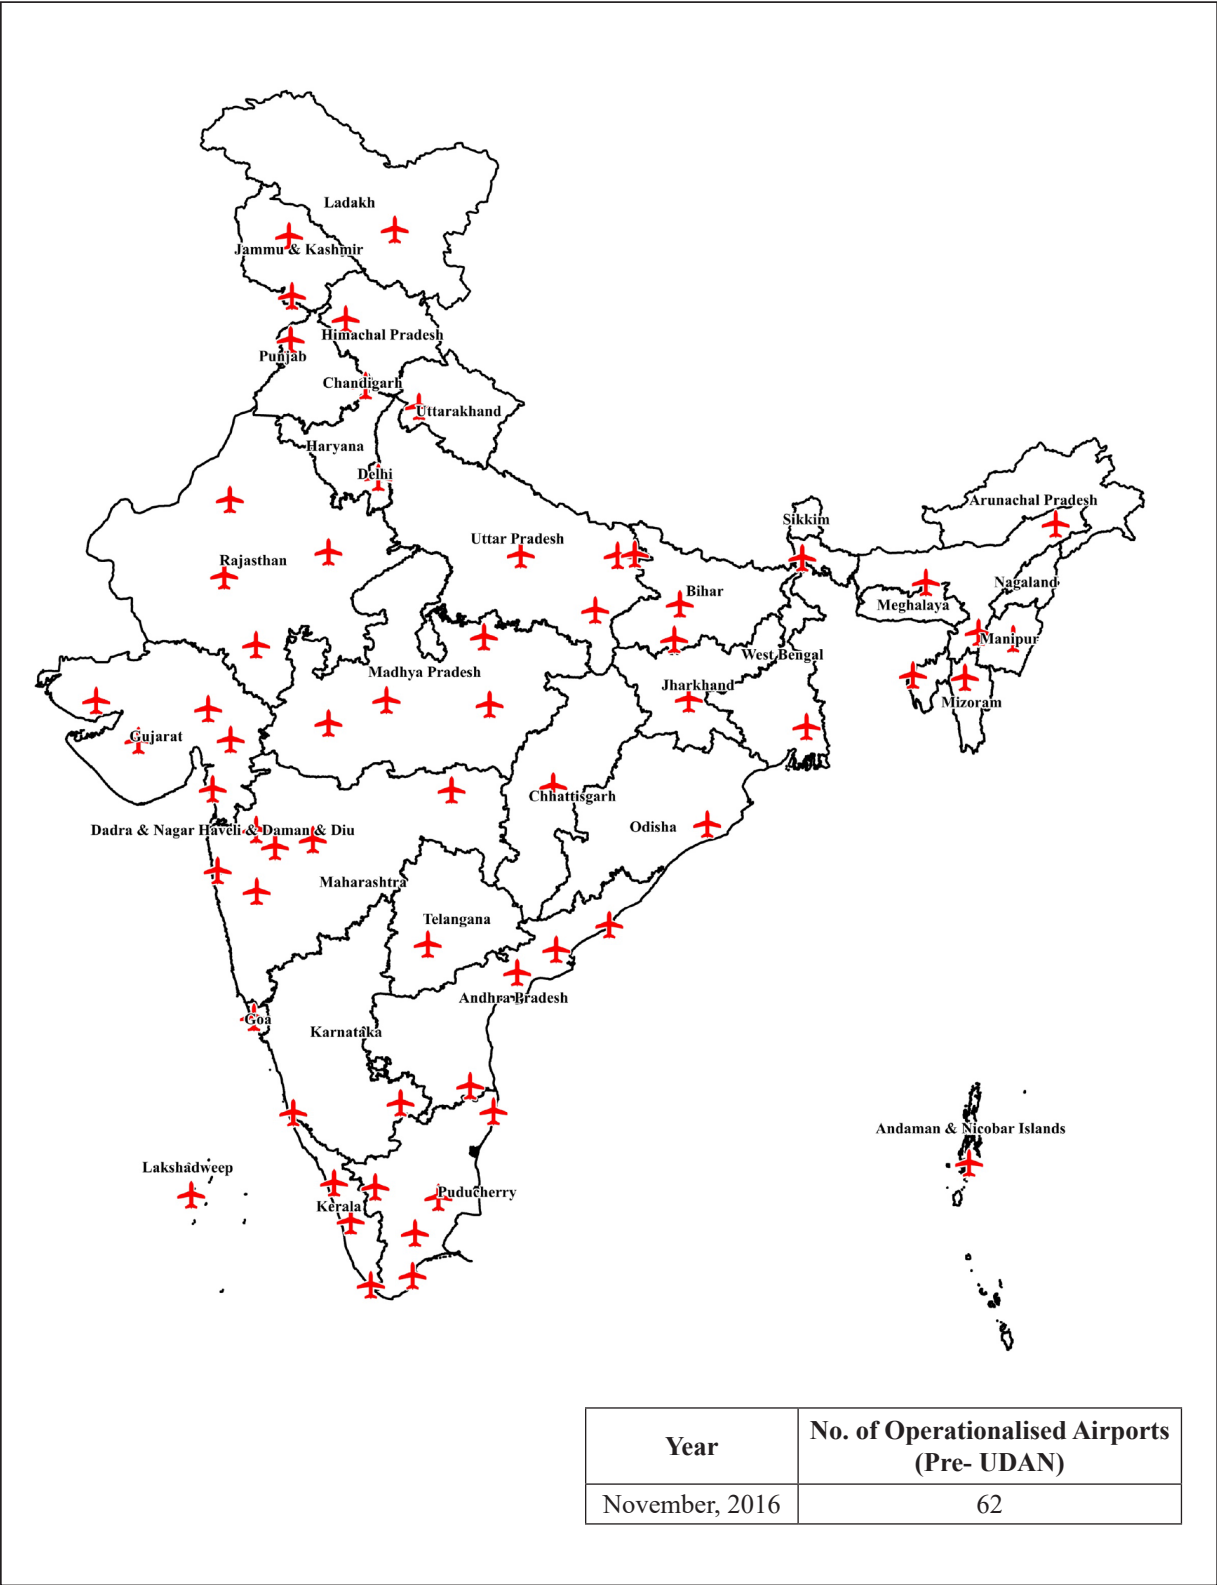 Ladakh
Jammu & Kashmir
Himachal Pradesh
Punjab
Chandigarh
Uttarakhand
Haryana
Delhi
Arunachal Pradesh
Sikkim
Uttar Pradesh
Rajasthan
Nagaland
Bihar
Meghalaya
Manipur
West Bengal
Madhya Pradesh
Jharkhand
Mizoram
Gujarat
Chhattisgarh
Odisha
Dadra & Nagar Haveli & Daman & Diu
Maharashtra
Telangana
Andhra Pradesh
Goa
Karnataka
Andaman & Nicobar Islands
Lakshadweep
Puducherry
Kerala
Year
No. of Operationalised Airports
(Pre- UDAN)
November, 2016
62